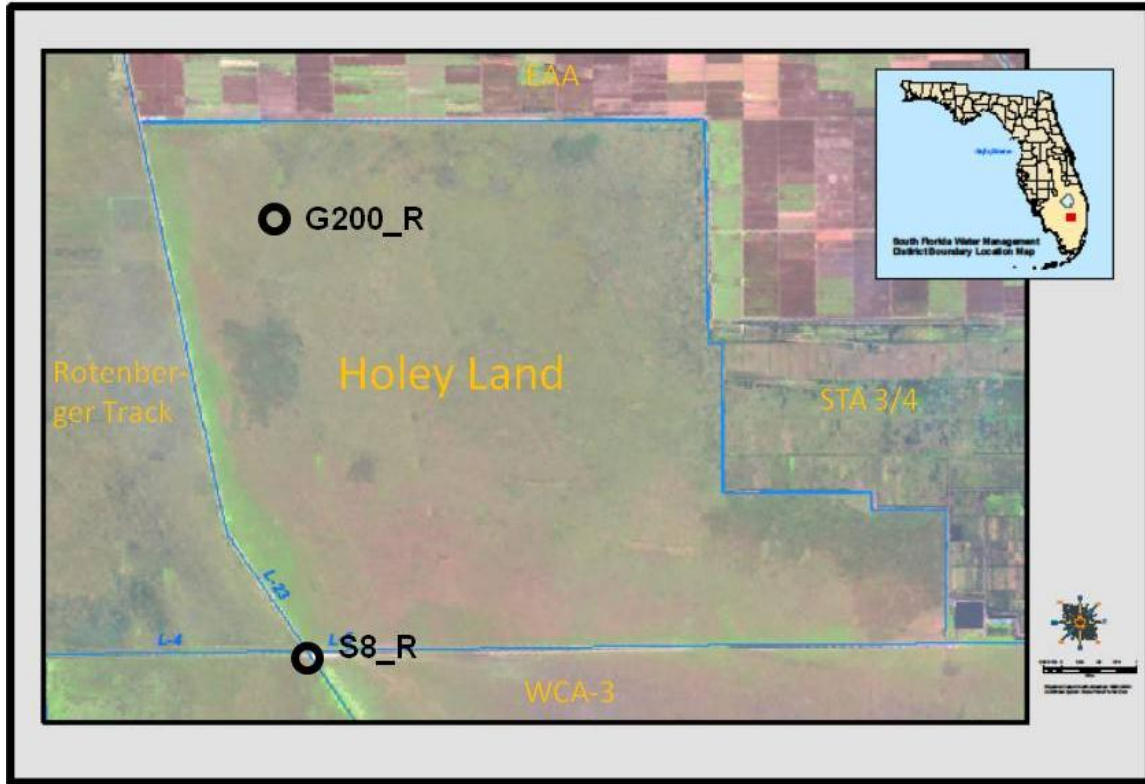 EAA
G200_R
South Florida Water Management
District Boundary Location Map
Rotenber-
ger Track
Holey Land
STA 3/4
L-23
L-4
S8_R
WCA-3